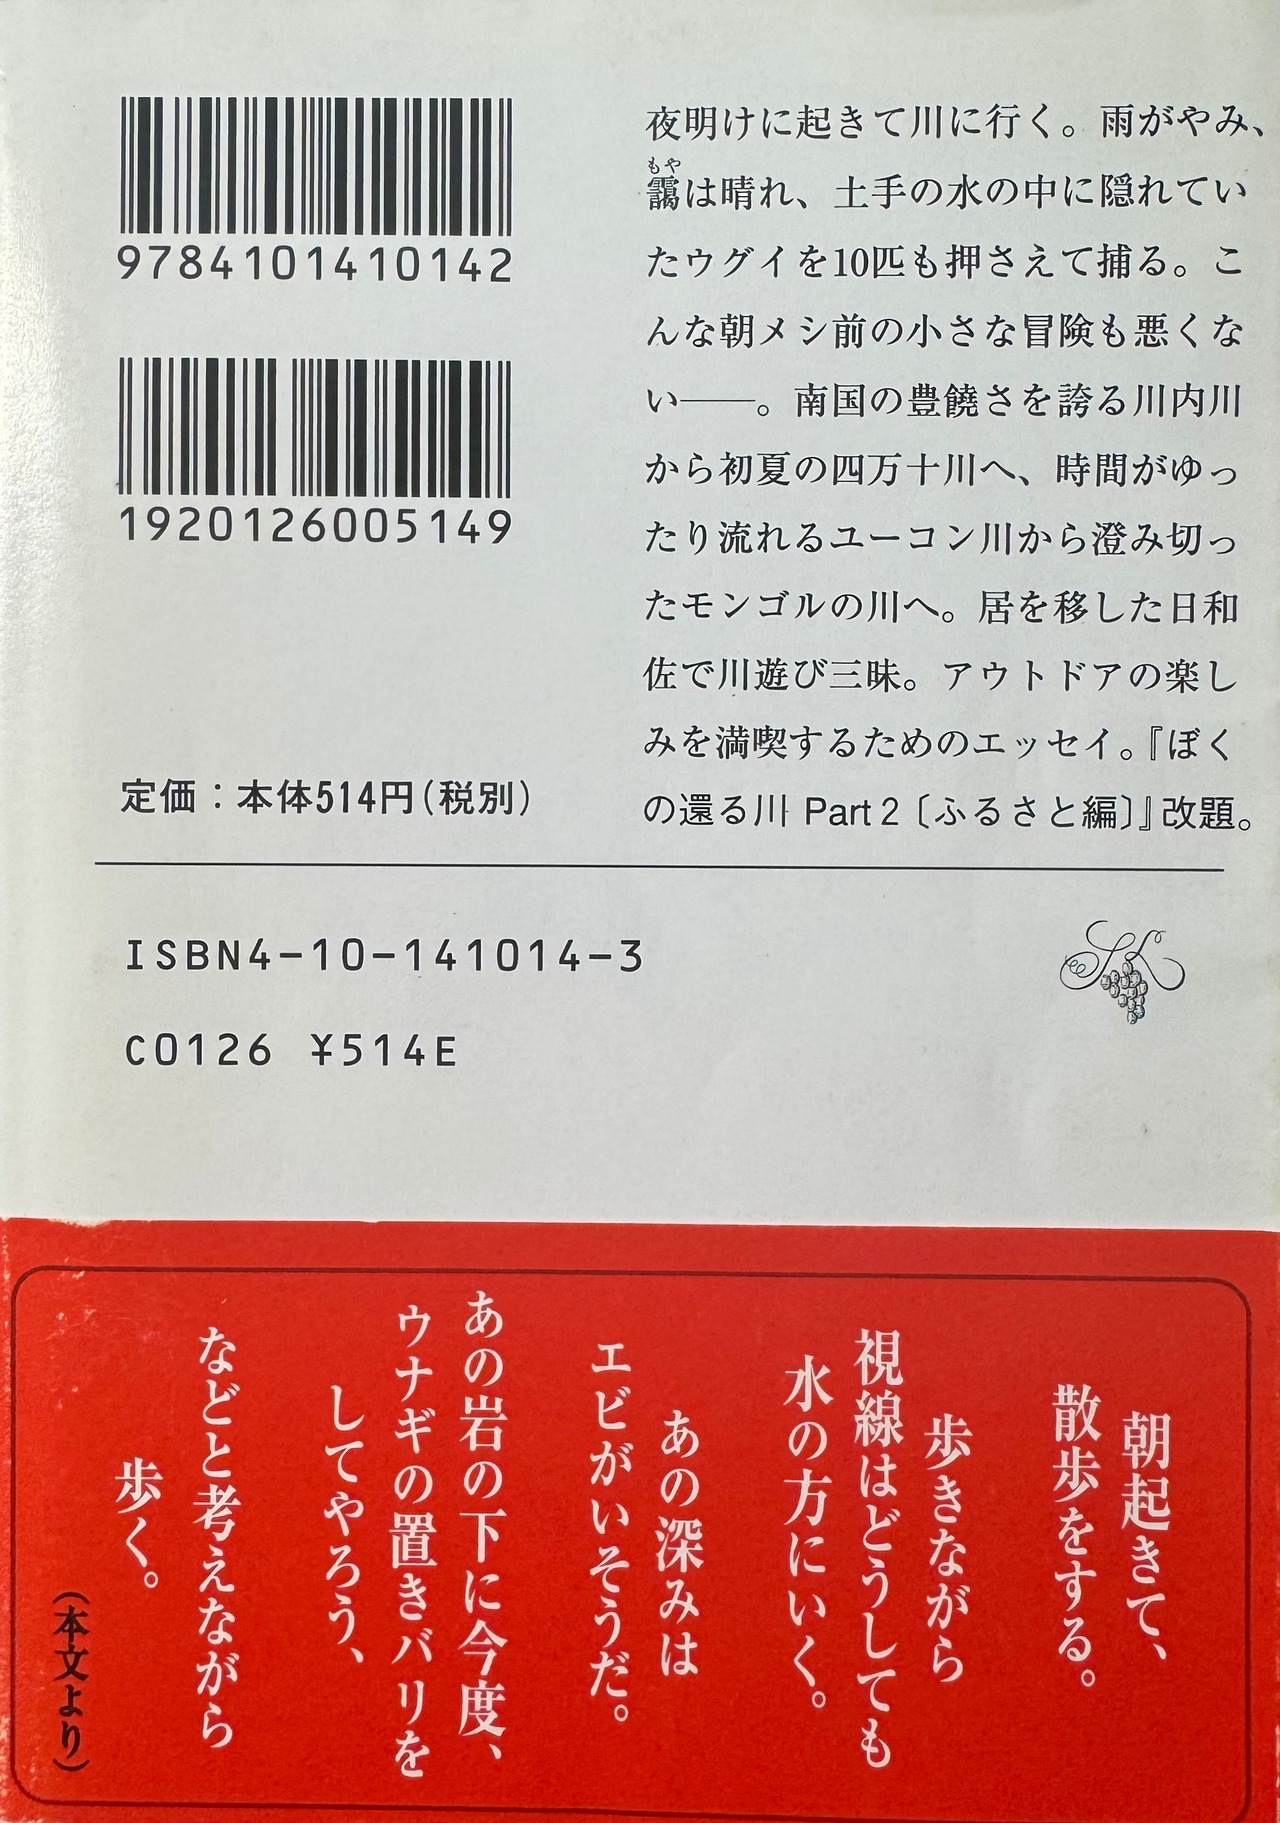 9784101410142
1920126005149
定価：本体514円（税別）
夜明けに起きて川に行く。雨がやみ、
もや
靄は晴れ、土手の水の中に隠れてい
たウグイを10匹も押さえて捕る。こ
んな朝メシ前の小さな冒険も悪くな
い――。南国の豊饒さを誇る川内川
から初夏の四万十川へ、時間がゆっ
たり流れるユーコン川から澄み切っ
たモンゴルの川へ。居を移した日和
佐で川遊び三昧。アウトドアの楽し
みを満喫するためのエッセイ。『ぼく
の還る川 Part 2〔ふるさと編〕』改題。
ISBN4-10-141014-3
C0126 ¥514E
SK
朝起きて、
散歩をする。
歩きながら
視線はどうしても
水の方にいく。
あの深みは
エビがいそうだ。
あの岩の下に今度、
ウナギの置きバリを
してやろう、
などと考えながら
歩く。
（本文より）